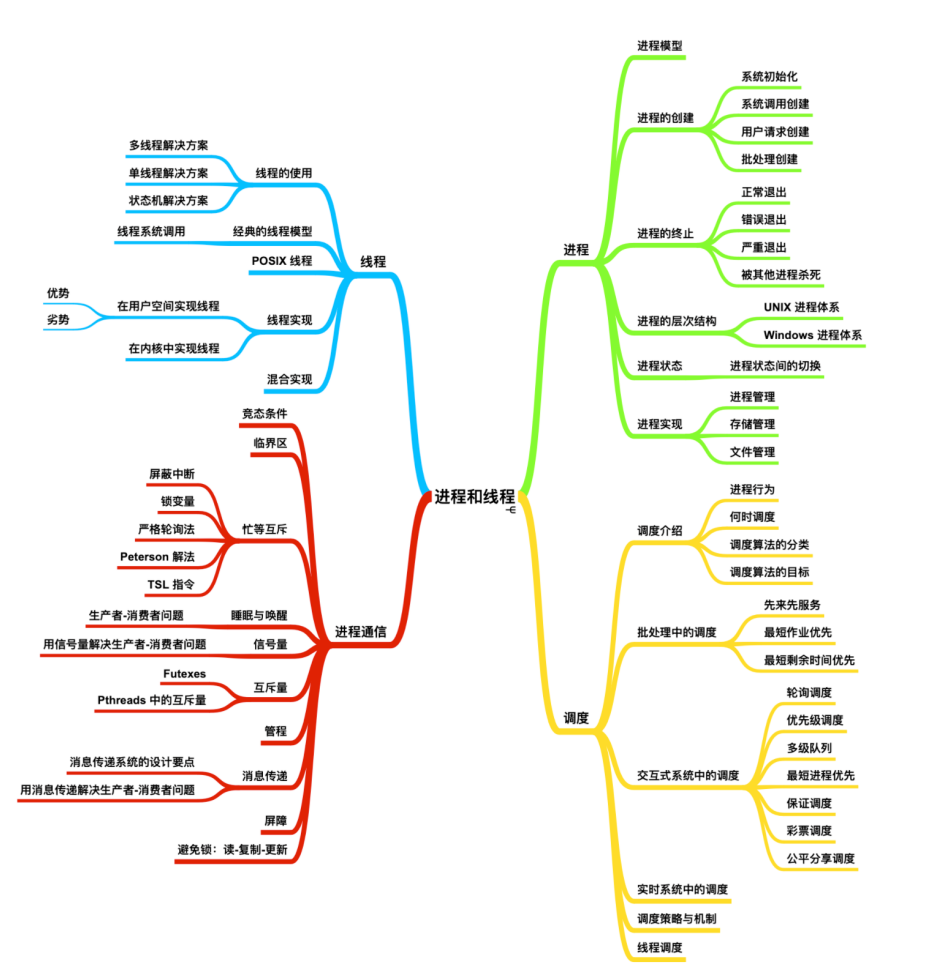 进程和线程
进程
进程模型
进程的创建
系统初始化
系统调用创建
用户请求创建
批处理创建
进程的终止
正常退出
错误退出
严重退出
被其他进程杀死
进程的层次结构
UNIX 进程体系
Windows 进程体系
进程状态
进程状态间的切换
进程实现
进程管理
存储管理
文件管理
调度
调度介绍
进程行为
何时调度
调度算法的分类
调度算法的目标
批处理中的调度
先来先服务
最短作业优先
最短剩余时间优先
交互式系统中的调度
轮询调度
优先级调度
多级队列
最短进程优先
保证调度
彩票调度
公平分享调度
实时系统中的调度
调度策略与机制
线程调度
线程
线程的使用
多线程解决方案
单线程解决方案
状态机解决方案
经典的线程模型
线程系统调用
POSIX 线程
线程实现
在用户空间实现线程
优势
劣势
在内核中实现线程
混合实现
进程通信
竞态条件
临界区
忙等互斥
屏蔽中断
锁变量
严格轮询法
Peterson 解法
TSL 指令
睡眠与唤醒
生产者-消费者问题
信号量
用信号量解决生产者-消费者问题
互斥量
Futexes
Pthreads 中的互斥量
管程
消息传递
消息传递系统的设计要点
用消息传递解决生产者-消费者问题
屏障
避免锁：读-复制-更新